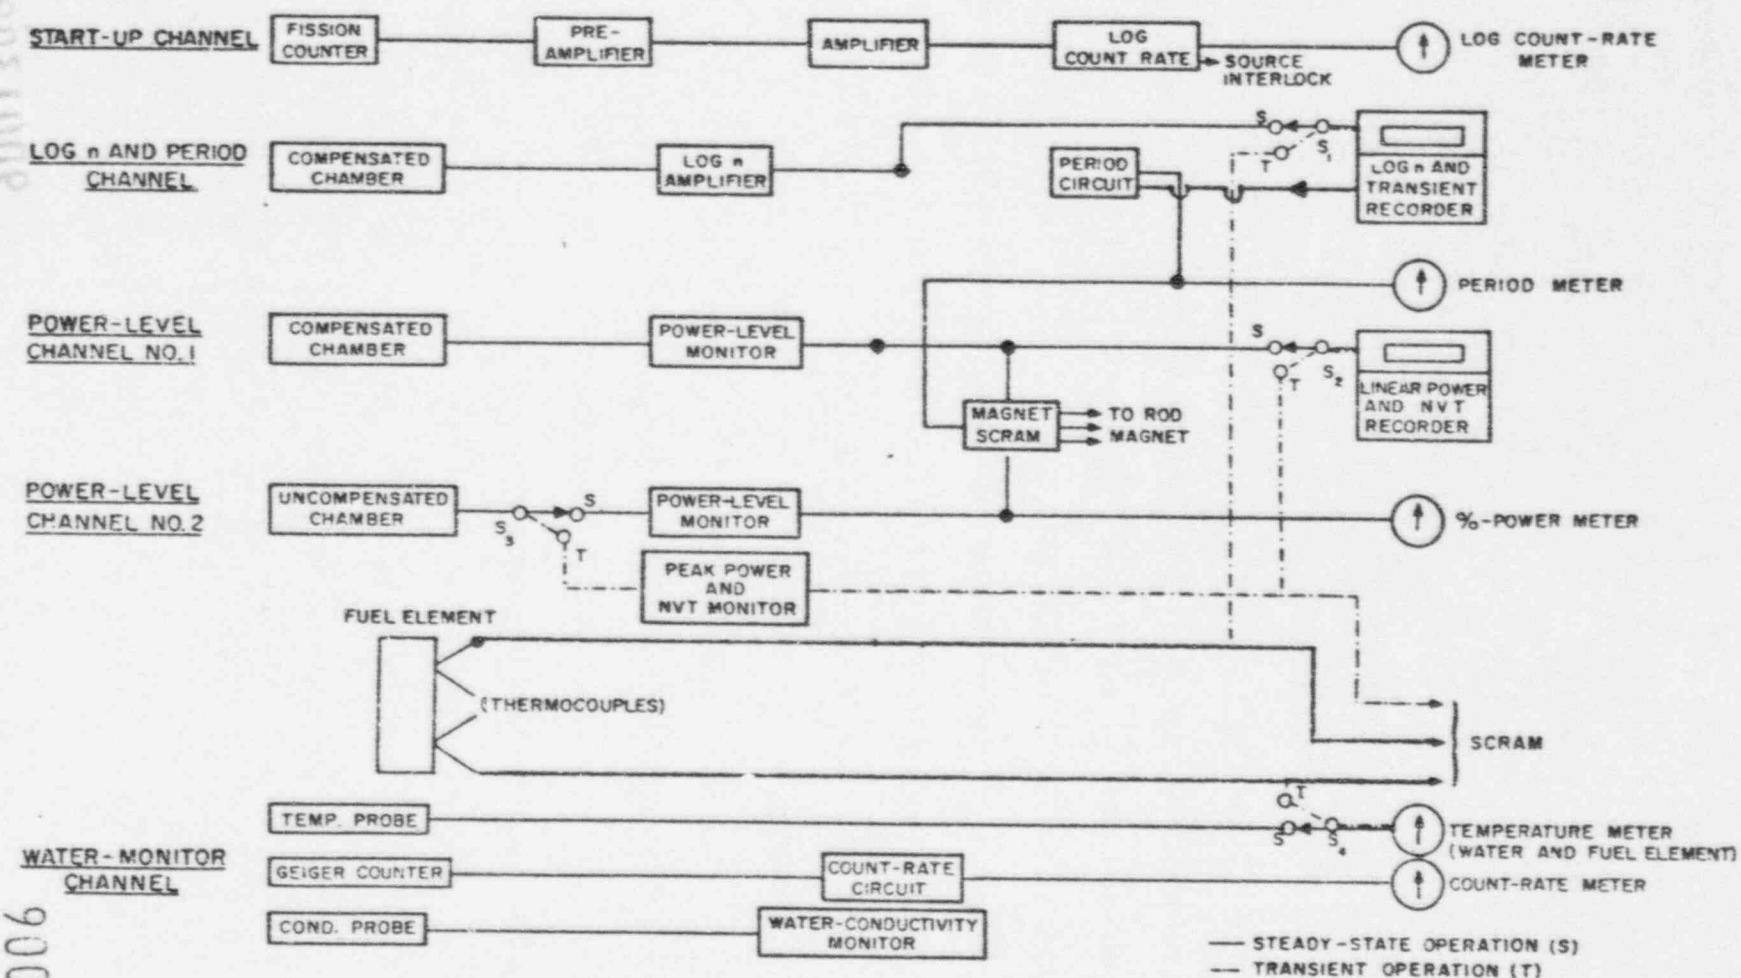 START-UP CHANNEL
FISSION
COUNTER
PRE-
AMPLIFIER
AMPLIFIER
LOG
COUNT RATE
SOURCE
INTERLOCK
LOG COUNT-RATE
METER
LOG n AND PERIOD
CHANNEL
COMPENSATED
CHAMBER
LOG n
AMPLIFIER
PERIOD
CIRCUIT
S
T
S1
LOG n AND
TRANSIENT
RECORDER
PERIOD METER
POWER-LEVEL
CHANNEL NO.1
COMPENSATED
CHAMBER
POWER-LEVEL
MONITOR
S
T
S2
LINEAR POWER
AND NVT
RECORDER
MAGNET
SCRAM
TO ROD
MAGNET
POWER-LEVEL
CHANNEL NO.2
UNCOMPENSATED
CHAMBER
S3
S
T
POWER-LEVEL
MONITOR
%-POWER METER
PEAK POWER
AND
NVT MONITOR
FUEL ELEMENT
(THERMOCOUPLES)
SCRAM
TEMP. PROBE
T
S
S4
TEMPERATURE METER
(WATER AND FUEL ELEMENT)
WATER-MONITOR
CHANNEL
GEIGER COUNTER
COUNT-RATE
CIRCUIT
COUNT-RATE METER
COND. PROBE
WATER-CONDUCTIVITY
MONITOR
STEADY-STATE OPERATION (S)
TRANSIENT OPERATION (T)